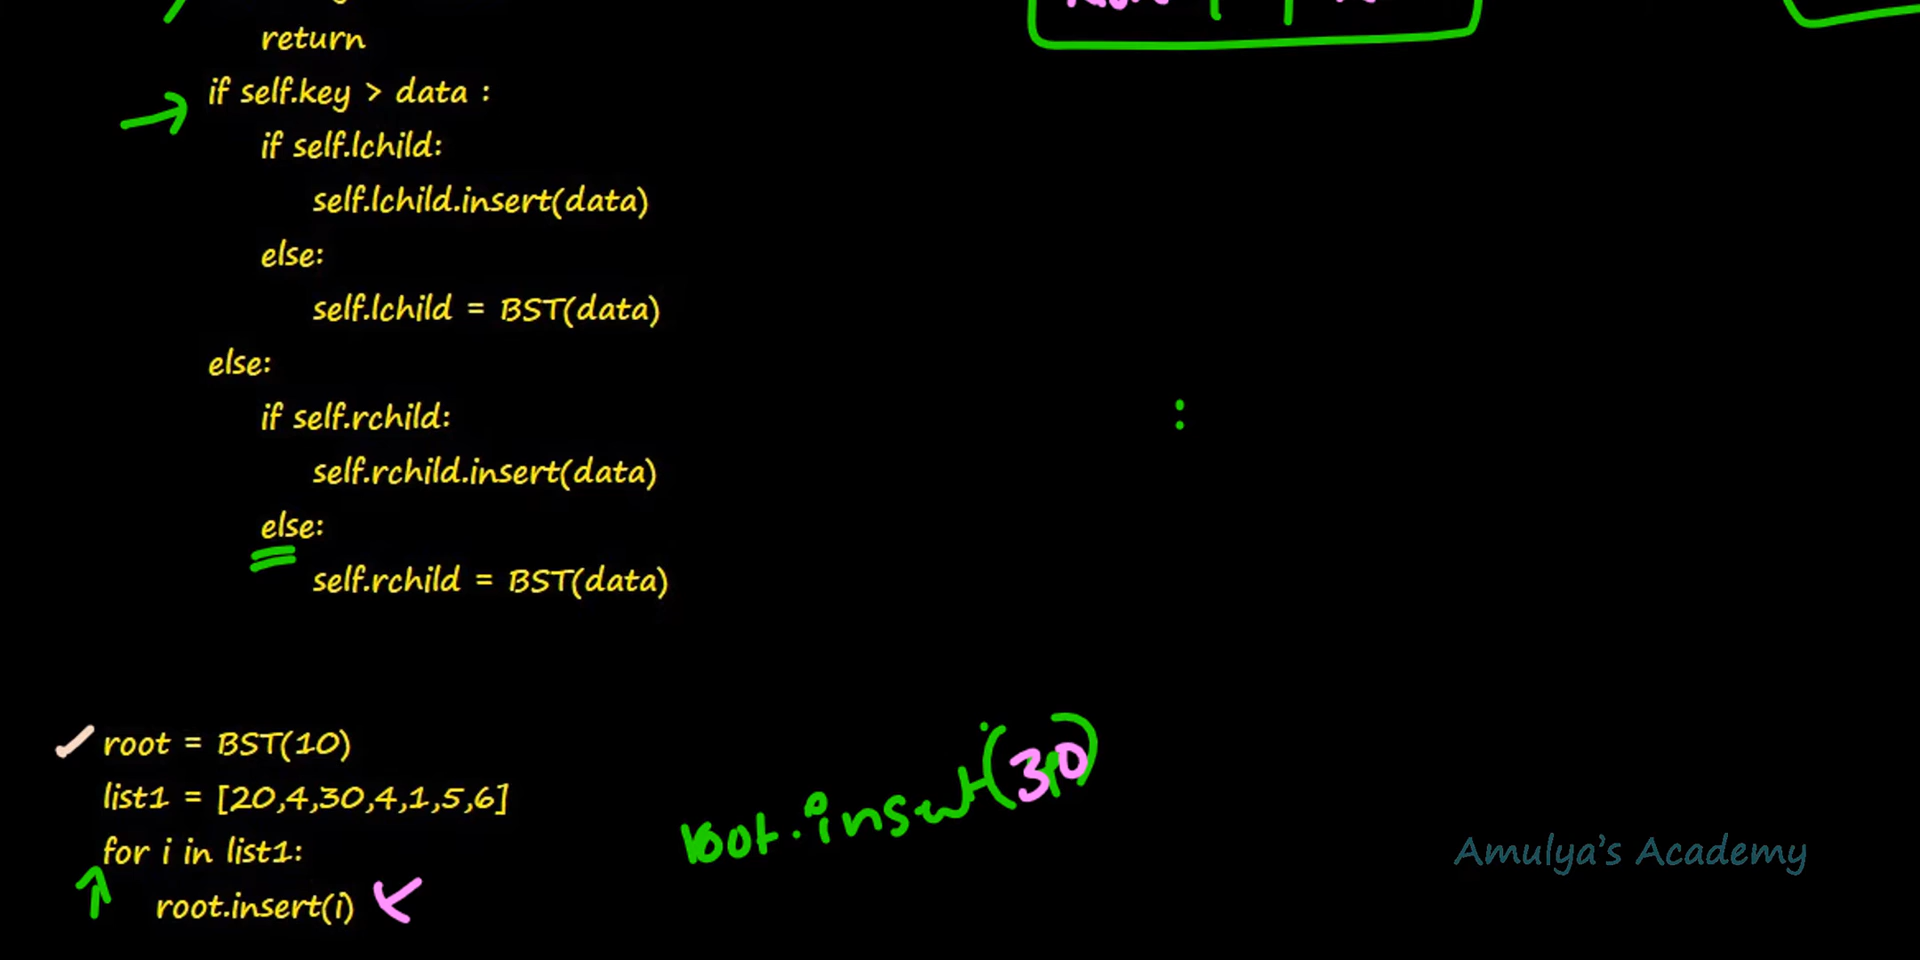 return
if self.key > data :
if self.lchild:
self.lchild.insert(data)
else:
self.lchild = BST(data)
else:
if self.rchild:
self.rchild.insert(data)
else:
self.rchild = BST(data)
root = BST(10)
list1 = [20,4,30,4,1,5,6]
for i in list1:
root.insert(i)
root.insert(30)
:
Amulya's Academy